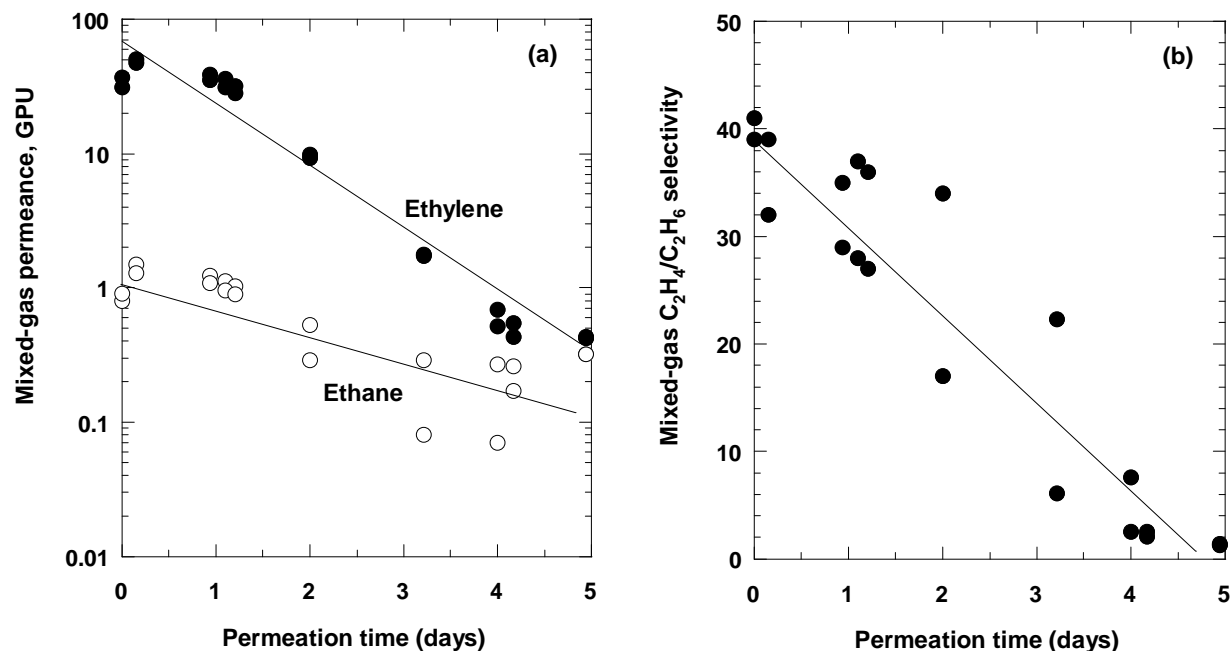 (a)
Mixed-gas permeance, GPU
100
10
1
0.1
0.01
Ethylene
Ethane
0 1 2 3 4 5
Permeation time (days)
(b)
Mixed-gas C₂H₄/C₂H₆ selectivity
50
40
30
20
10
0
0 1 2 3 4 5
Permeation time (days)